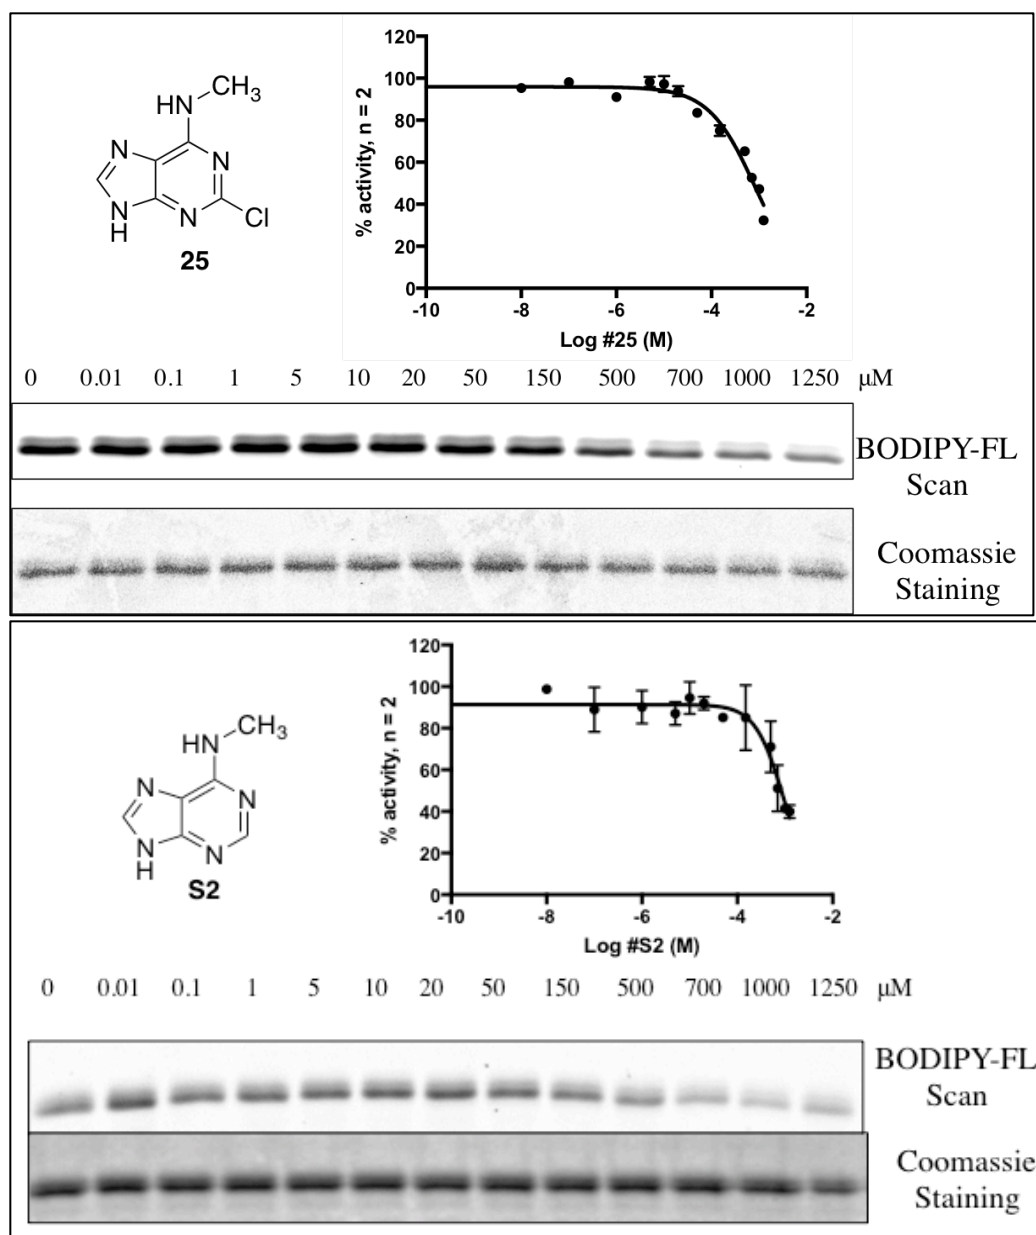 HN
CH₃
N
N
N
H
N
Cl
25
% activity, n = 2
120
100
80
60
40
20
0
-10 -8 -6 -4 -2
Log #25 (M)
0 0.01 0.1 1 5 10 20 50 150 500 700 1000 1250 µM
BODIPY-FL
Scan
Coomassie
Staining
HN
CH₃
N
N
N
H
N
S2
% activity, n = 2
120
100
80
60
40
20
0
-10 -8 -6 -4 -2
Log #S2 (M)
0 0.01 0.1 1 5 10 20 50 150 500 700 1000 1250 µM
BODIPY-FL
Scan
Coomassie
Staining